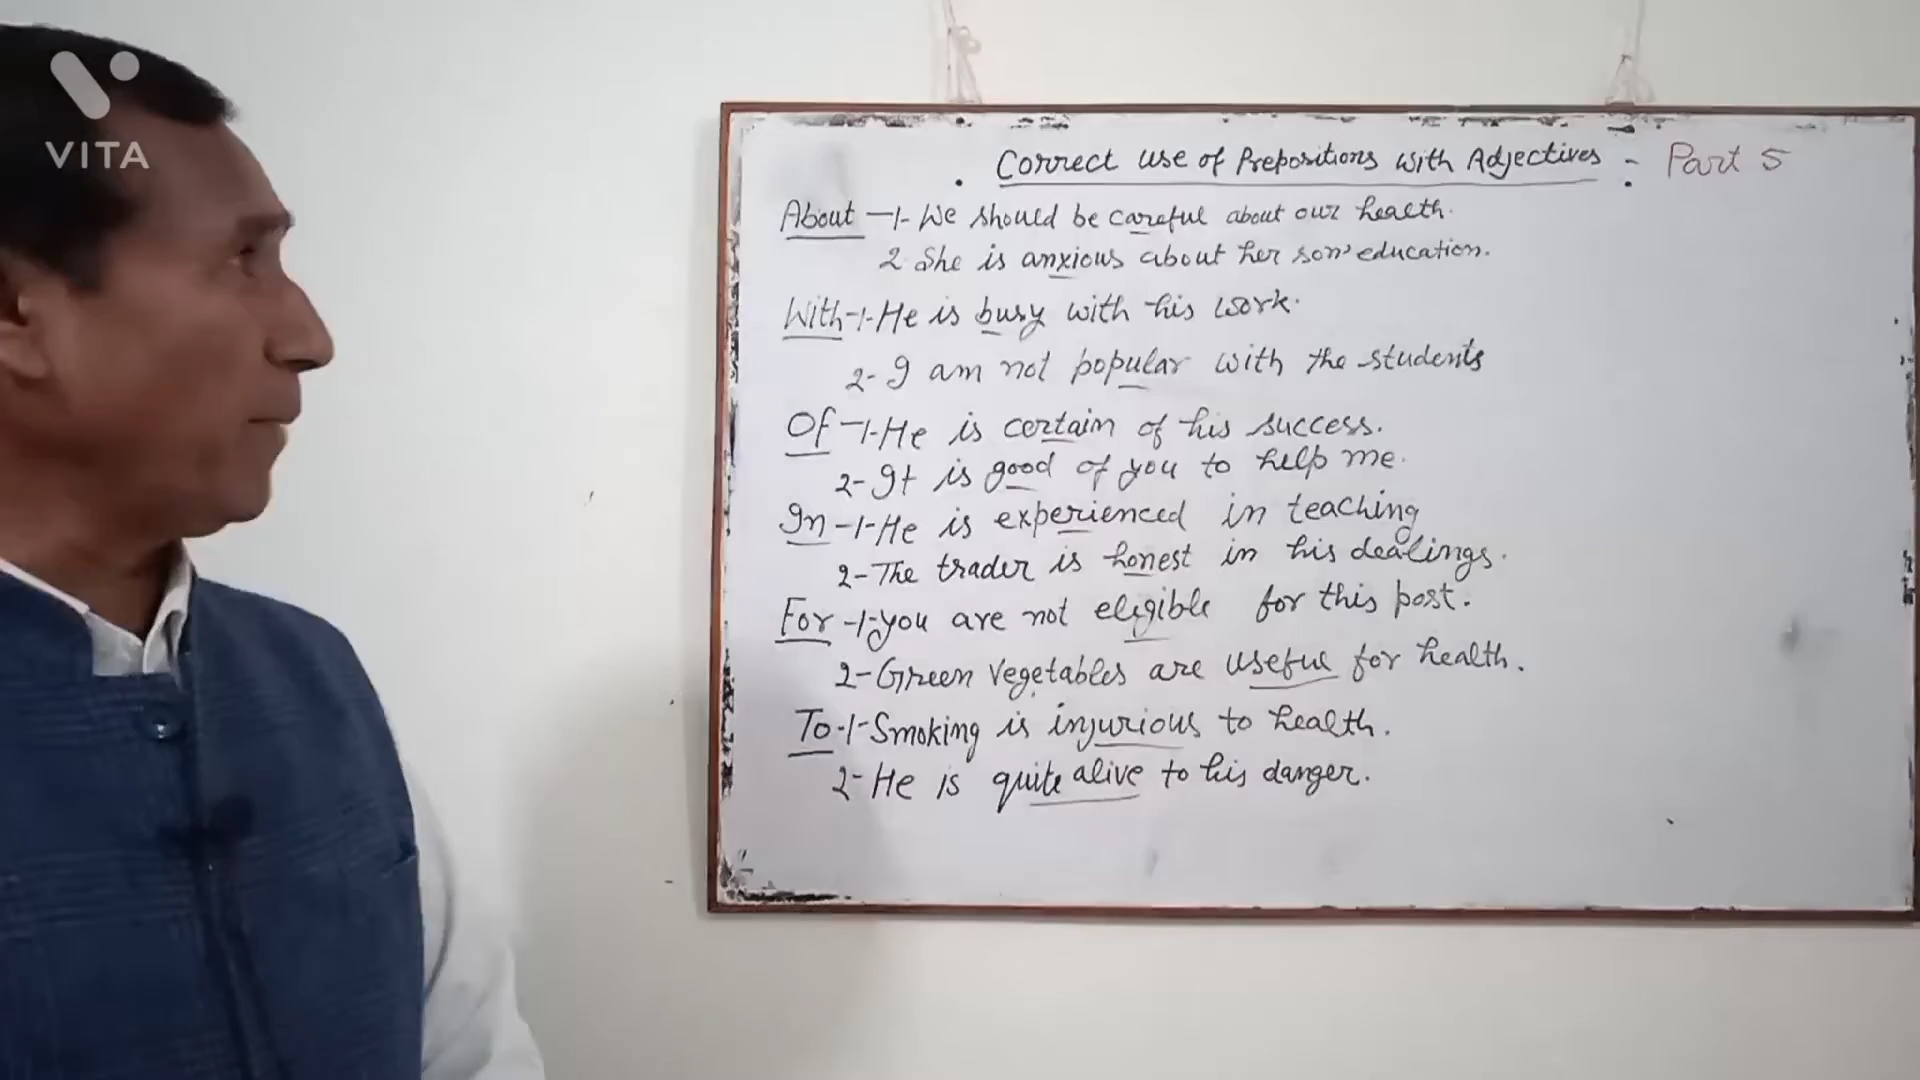 VITA
Correct use of Prepositions with Adjectives :- Part 5
About -1- We should be careful about our health.
2 She is anxious about her son' education.
With -1- He is busy with his work.
2- I am not popular with the students
Of -1- He is certain of his success.
2- It is good of you to help me.
In -1- He is experienced in teaching
2- The trader is honest in his dealings.
For -1- you are not eligible for this post.
2- Green vegetables are useful for health.
To -1- Smoking is injurious to health.
2- He is quite alive to his danger.